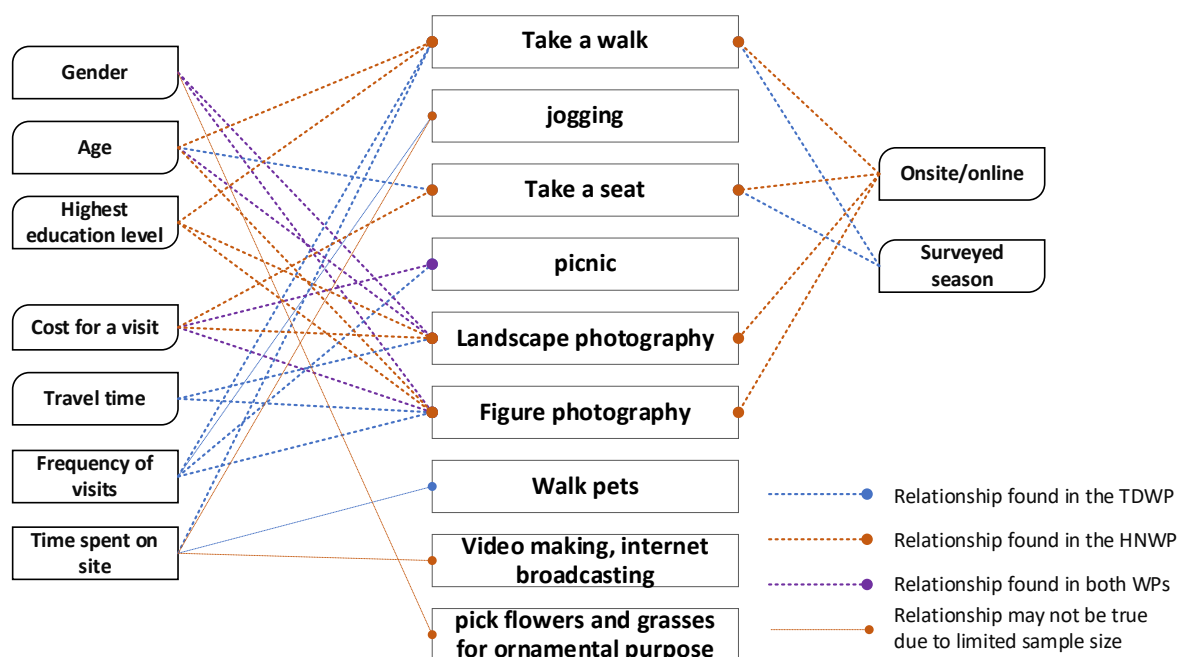 Gender
Age
Highest
education level
Cost for a visit
Travel time
Frequency of
visits
Time spent on
site
Take a walk
jogging
Take a seat
picnic
Landscape photography
Figure photography
Walk pets
Video making, internet
broadcasting
pick flowers and grasses
for ornamental purpose
Onsite/online
Surveyed
season
Relationship found in the TDWP
Relationship found in the HNWP
Relationship found in both WPs
Relationship may not be true
due to limited sample size